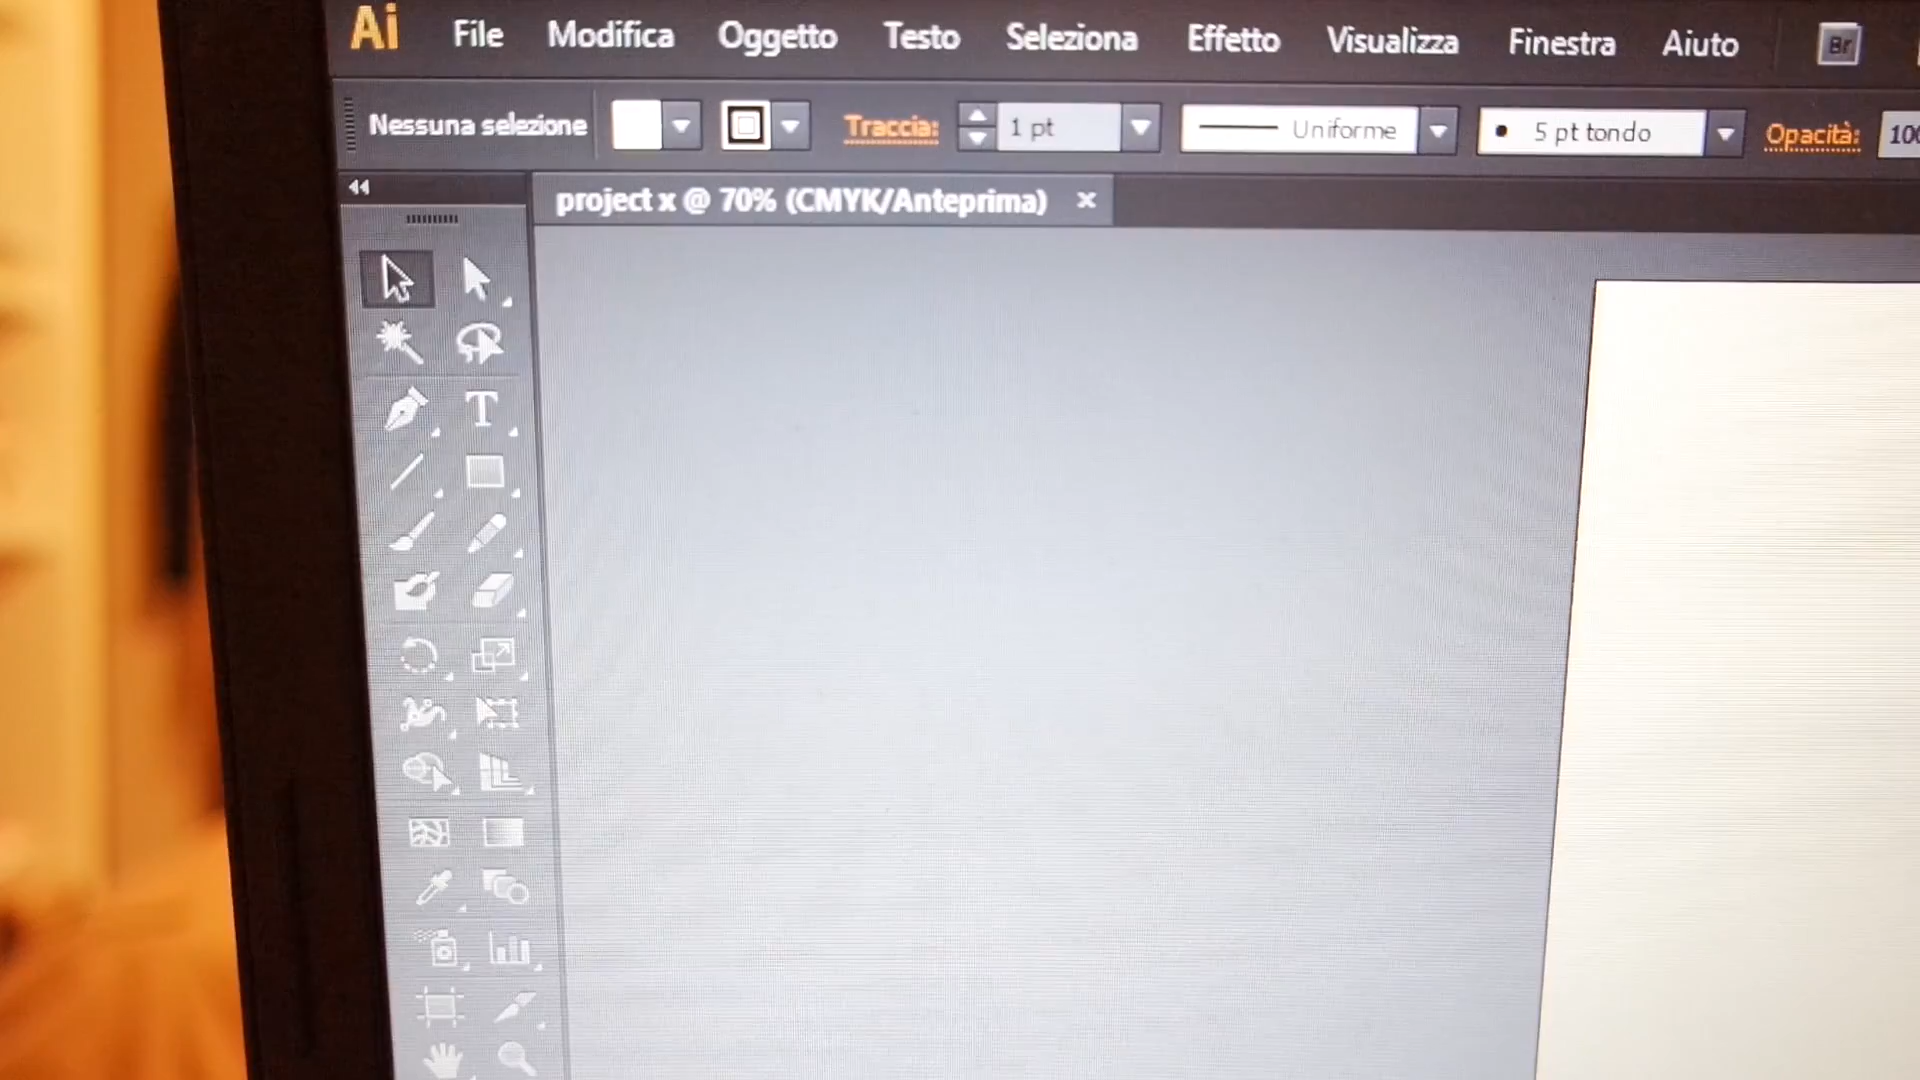 Ai File Modifica Oggetto Testo Seleziona Effetto Visualizza Finestra Aiuto Br
Nessuna selezione Traccia: 1 pt Uniforme 5 pt tondo Opacità: 100
project x @ 70% (CMYK/Anteprima) ×
T